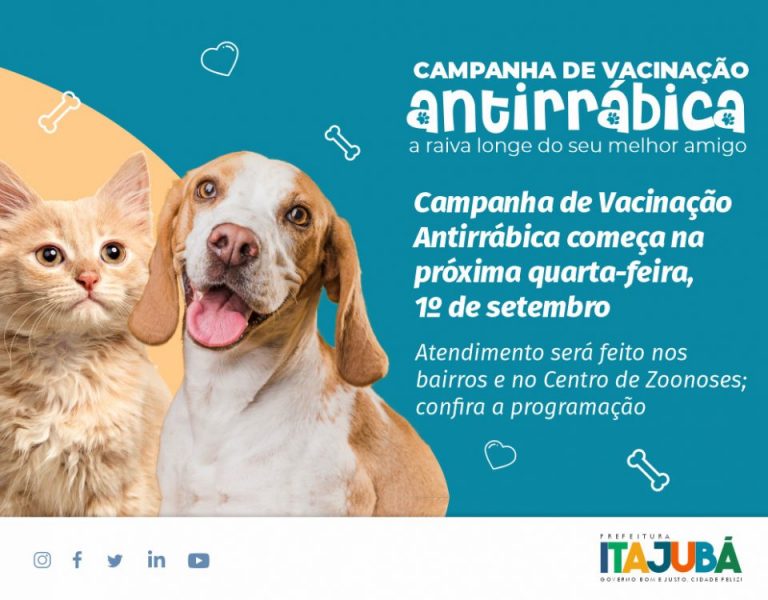 CAMPANHA DE VACINAÇÃO
antirrábica
a raiva longe do seu melhor amigo
Campanha de Vacinação
Antirrábica começa na
próxima quarta-feira,
1º de setembro
Atendimento será feito nos
bairros e no Centro de Zoonoses;
confira a programação
PREFEITURA
ITAJUBÁ
GOVERNO BOM E JUSTO, CIDADE FELIZ!